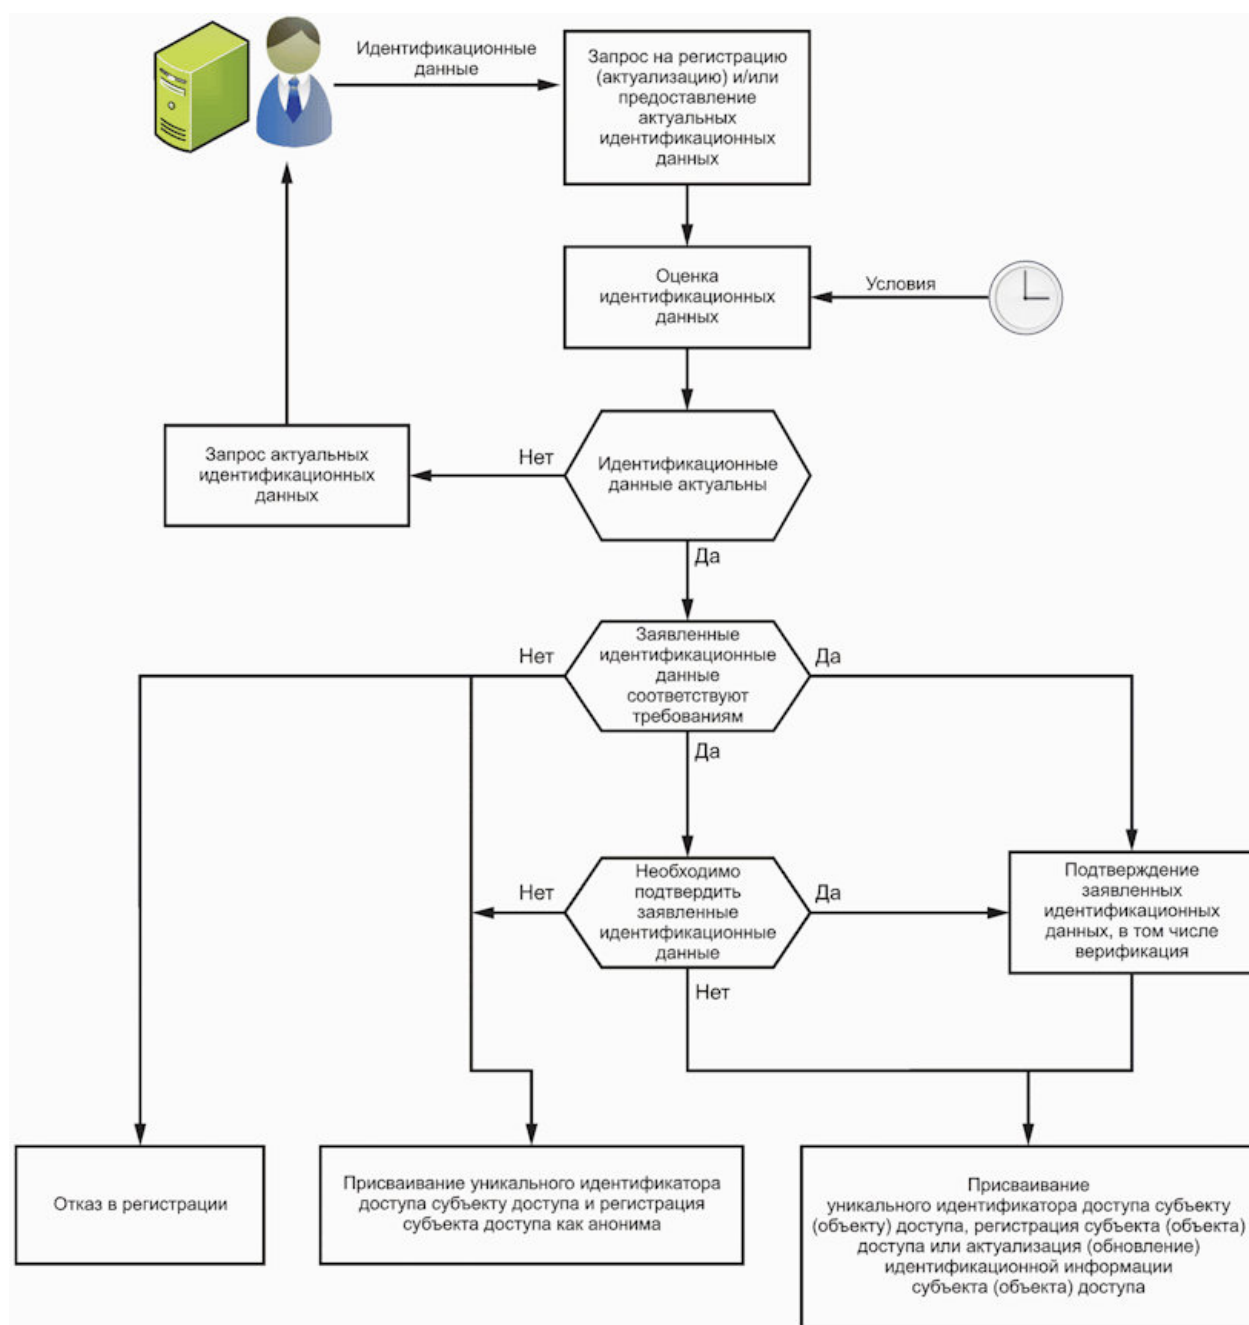 Идентификационные
данные
Запрос на регистрацию
(актуализацию) и/или
предоставление
актуальных
идентификационных
данных
Оценка
идентификационных
данных
Условия
Запрос актуальных
идентификационных
данных
Нет
Идентификационные
данные актуальны
Да
Нет
Заявленные
идентификационные
данные
соответствуют
требованиям
Да
Да
Нет
Необходимо
подтвердить
заявленные
идентификационные
данные
Да
Подтверждение
заявленных
идентификационных
данных, в том числе
верификация
Нет
Отказ в регистрации
Присваивание уникального идентификатора
доступа субъекту доступа и регистрация
субъекта доступа как анонима
Присваивание
уникального идентификатора доступа субъекту
(объекту) доступа, регистрация субъекта (объекта)
доступа или актуализация (обновление)
идентификационной информации
субъекта (объекта) доступа